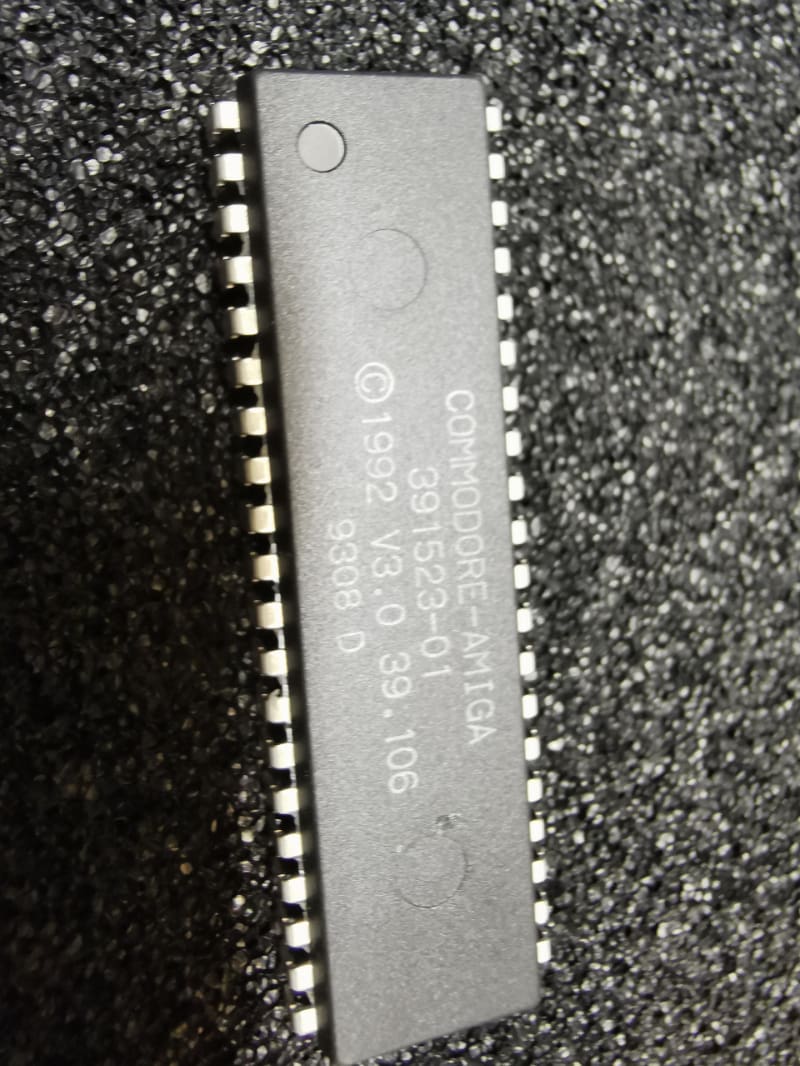 COMMODORE-AMIGA
391523-01
©1992 V3.0 39.106
9308 D